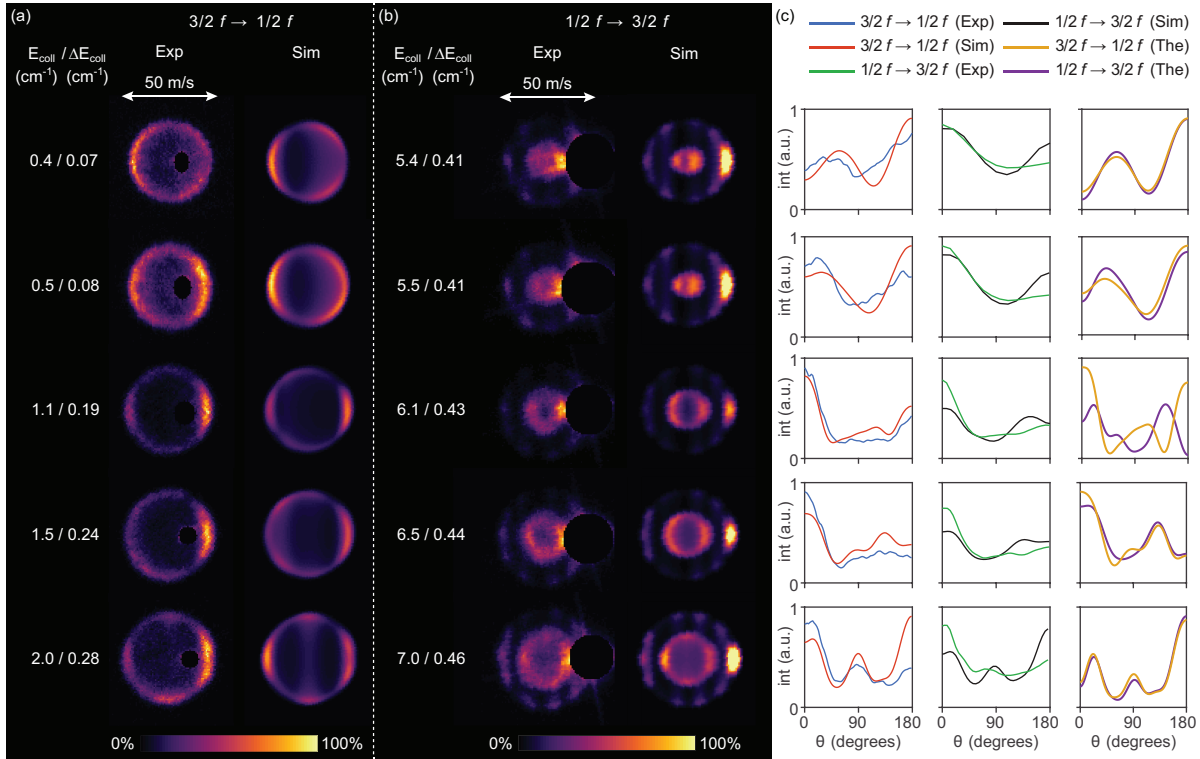 (a)
3/2 f → 1/2 f
E_coll / ΔE_coll
(cm⁻¹) (cm⁻¹)
Exp
Sim
50 m/s
0.4 / 0.07
0.5 / 0.08
1.1 / 0.19
1.5 / 0.24
2.0 / 0.28
0%
100%
(b)
1/2 f → 3/2 f
E_coll / ΔE_coll
(cm⁻¹) (cm⁻¹)
Exp
Sim
50 m/s
5.4 / 0.41
5.5 / 0.41
6.1 / 0.43
6.5 / 0.44
7.0 / 0.46
0%
100%
(c)
3/2 f → 1/2 f (Exp)
3/2 f → 1/2 f (Sim)
1/2 f → 3/2 f (Exp)
1/2 f → 3/2 f (Sim)
3/2 f → 1/2 f (The)
1/2 f → 3/2 f (The)
1
int (a.u.)
0
1
int (a.u.)
0
1
int (a.u.)
0
1
int (a.u.)
0
1
int (a.u.)
0
0 90 180
0 90 180
0 90 180
θ (degrees)
θ (degrees)
θ (degrees)